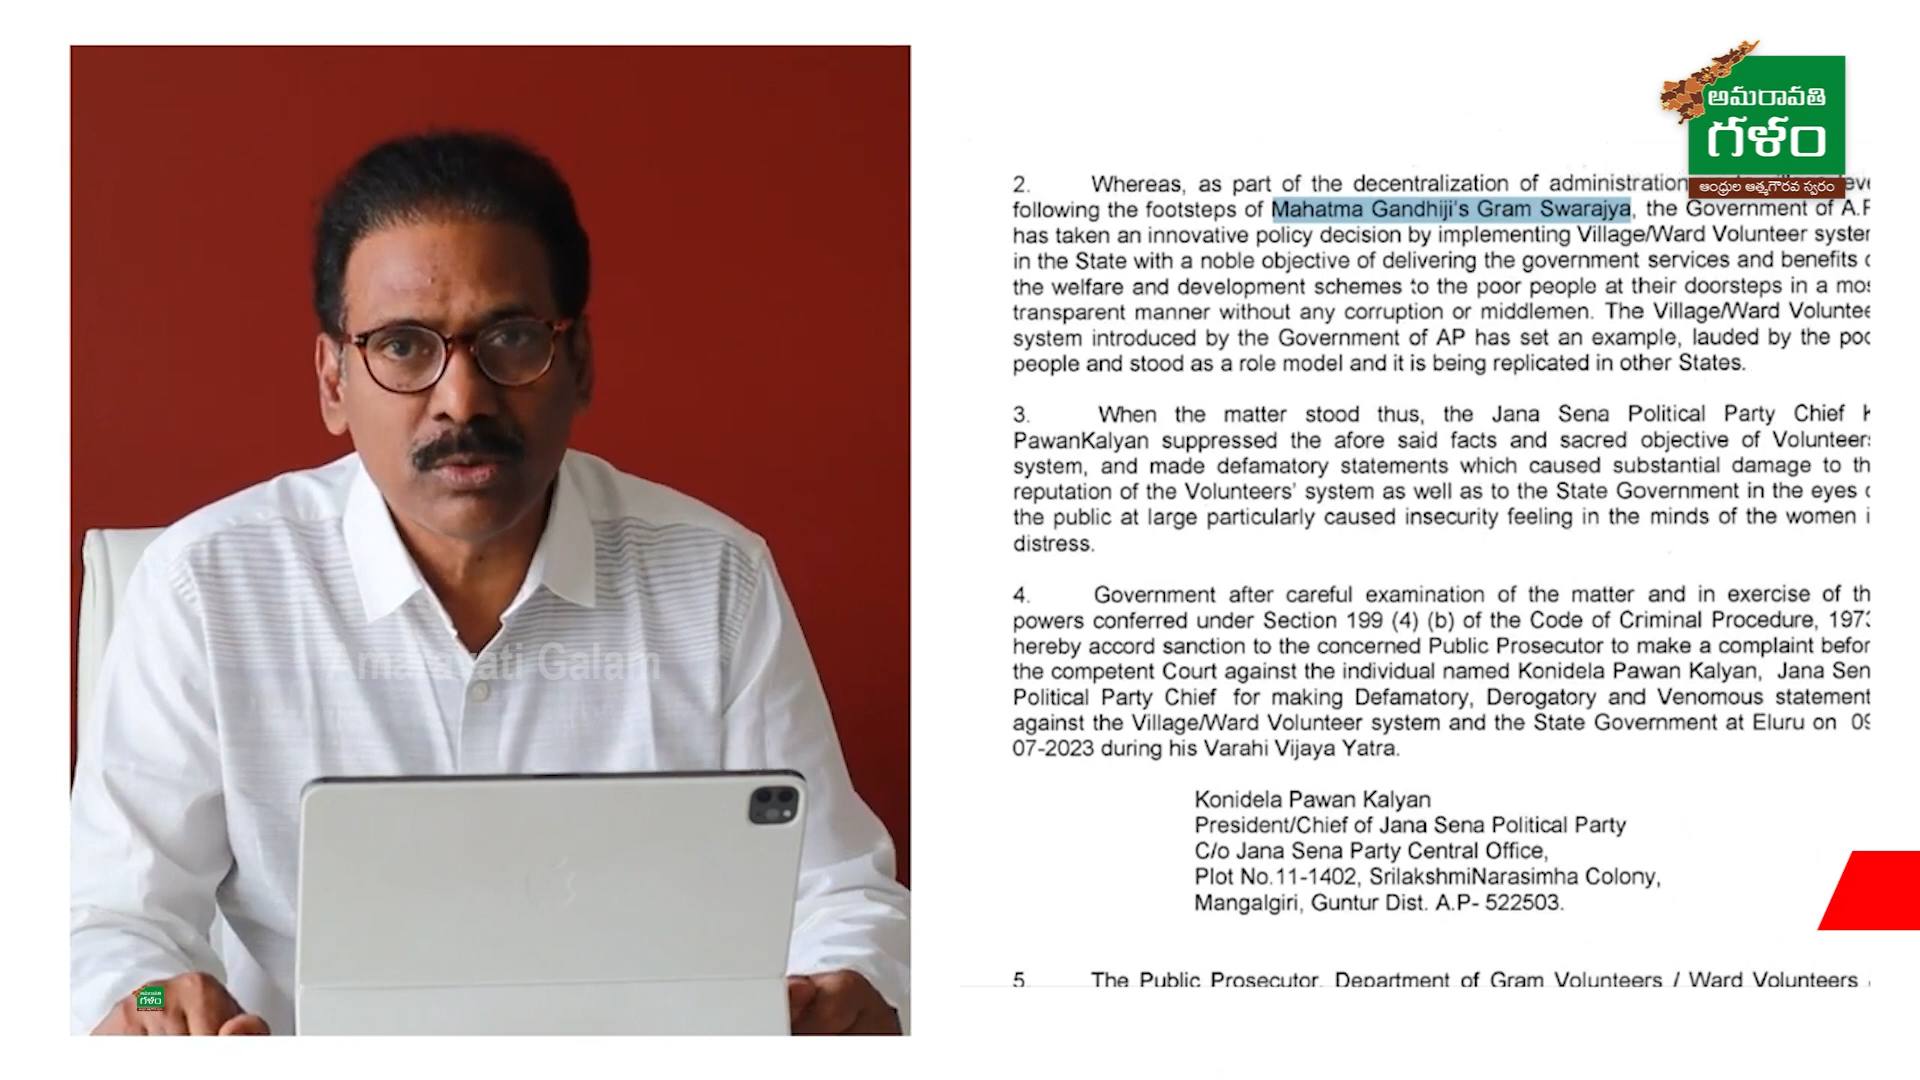 అమరావతి
గళం
ఆంధ్రుల ఆత్మగౌరవ స్వరం
2. Whereas, as part of the decentralization of administration
following the footsteps of Mahatma Gandhiji's Gram Swarajya, the Government of A.P
has taken an innovative policy decision by implementing Village/Ward Volunteer system
in the State with a noble objective of delivering the government services and benefits
the welfare and development schemes to the poor people at their doorsteps in a
transparent manner without any corruption or middlemen. The Village/Ward
system introduced by the Government of AP has set an example, lauded by the
people and stood as a role model and it is being replicated in other States.
3. When the matter stood thus, the Jana Sena Political Party Chief
PawanKalyan suppressed the afore said facts and sacred objective of
system, and made defamatory statements which caused substantial damage to
reputation of the Volunteers' system as well as to the State Government in the eyes
the public at large particularly caused insecurity feeling in the minds of the women
distress.
4. Government after careful examination of the matter and in exercise of
powers conferred under Section 199 (4) (b) of the Code of Criminal Procedure,
hereby accord sanction to the concerned Public Prosecutor to make a complaint
the competent Court against the individual named Konidela Pawan Kalyan, Jana
Political Party Chief for making Defamatory, Derogatory and Venomous statement
against the Village/Ward Volunteer system and the State Government at Eluru on
07-2023 during his Varahi Vijaya Yatra.
Konidela Pawan Kalyan
President/Chief of Jana Sena Political Party
C/o Jana Sena Party Central Office,
Plot No.11-1402, SrilakshmiNarasimha Colony,
Mangalgiri, Guntur Dist. A.P- 522503.
5 The Public Prosecutor, Department of Gram Volunteers / Ward Volunteers
Amaravati Galam
గళం